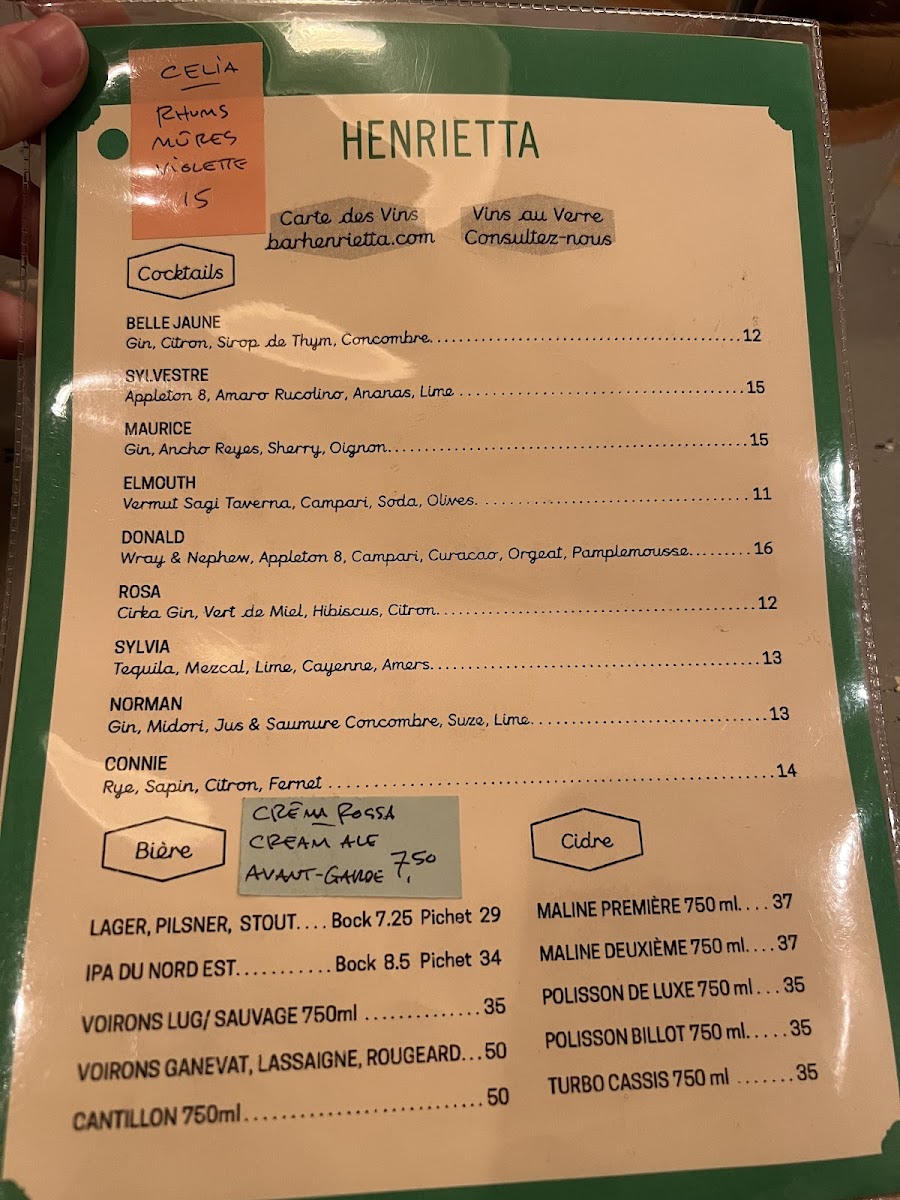 CELIA
RHUMS
MÛRES
VIOLETTE
15
HENRIETTA
Carte des Vins
barhenrietta.com
Vins au Verre
Consultez-nous
Cocktails
BELLE JAUNE
Gin, Citron, Sirop de Thym, Concombre. 12
SYLVESTRE
Appleton 8, Amaro Rucolino, Ananas, Lime 15
MAURICE
Gin, Ancho Reyes, Sherry, Oignon. 15
ELMOUTH
Vermut Sagi Taverna, Campari, Soda, Olives. 11
DONALD
Wray & Nephew, Appleton 8, Campari, Curacao, Orgeat, Pamplemousse. 16
ROSA
Cirka Gin, Vert de Miel, Hibiscus, Citron. 12
SYLVIA
Tequila, Mezcal, Lime, Cayenne, Amers. 13
NORMAN
Gin, Midori, Jus & Saumure Concombre, Suze, Lime. 13
CONNIE
Rye, Sapin, Citron, Fernet 14
Bière
CRĒMA ROSSA
CREAM ALE
AVANT-GARDE 7,50
LAGER, PILSNER, STOUT.... Bock 7.25 Pichet 29
IPA DU NORD EST........... Bock 8.5 Pichet 34
VOIRONS LUG/ SAUVAGE 750ml .............. 35
VOIRONS GANEVAT, LASSAIGNE, ROUGEARD... 50
CANTILLON 750ml............................ 50
Cidre
MALINE PREMIÈRE 750 ml.... 37
MALINE DEUXIÈME 750 ml.... 37
POLISSON DE LUXE 750 ml ... 35
POLISSON BILLOT 750 ml..... 35
TURBO CASSIS 750 ml ....... 35